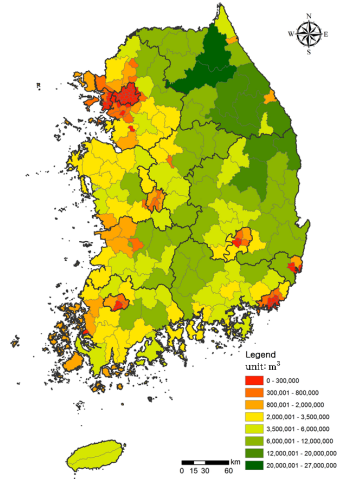 N
W E
S
Legend
unit: m³
0 - 300,000
300,001 - 800,000
800,001 - 2,000,000
2,000,001 - 3,500,000
3,500,001 - 6,000,000
6,000,001 - 12,000,000
12,000,001 - 20,000,000
20,000,001 - 27,000,000
km
0 15 30 60